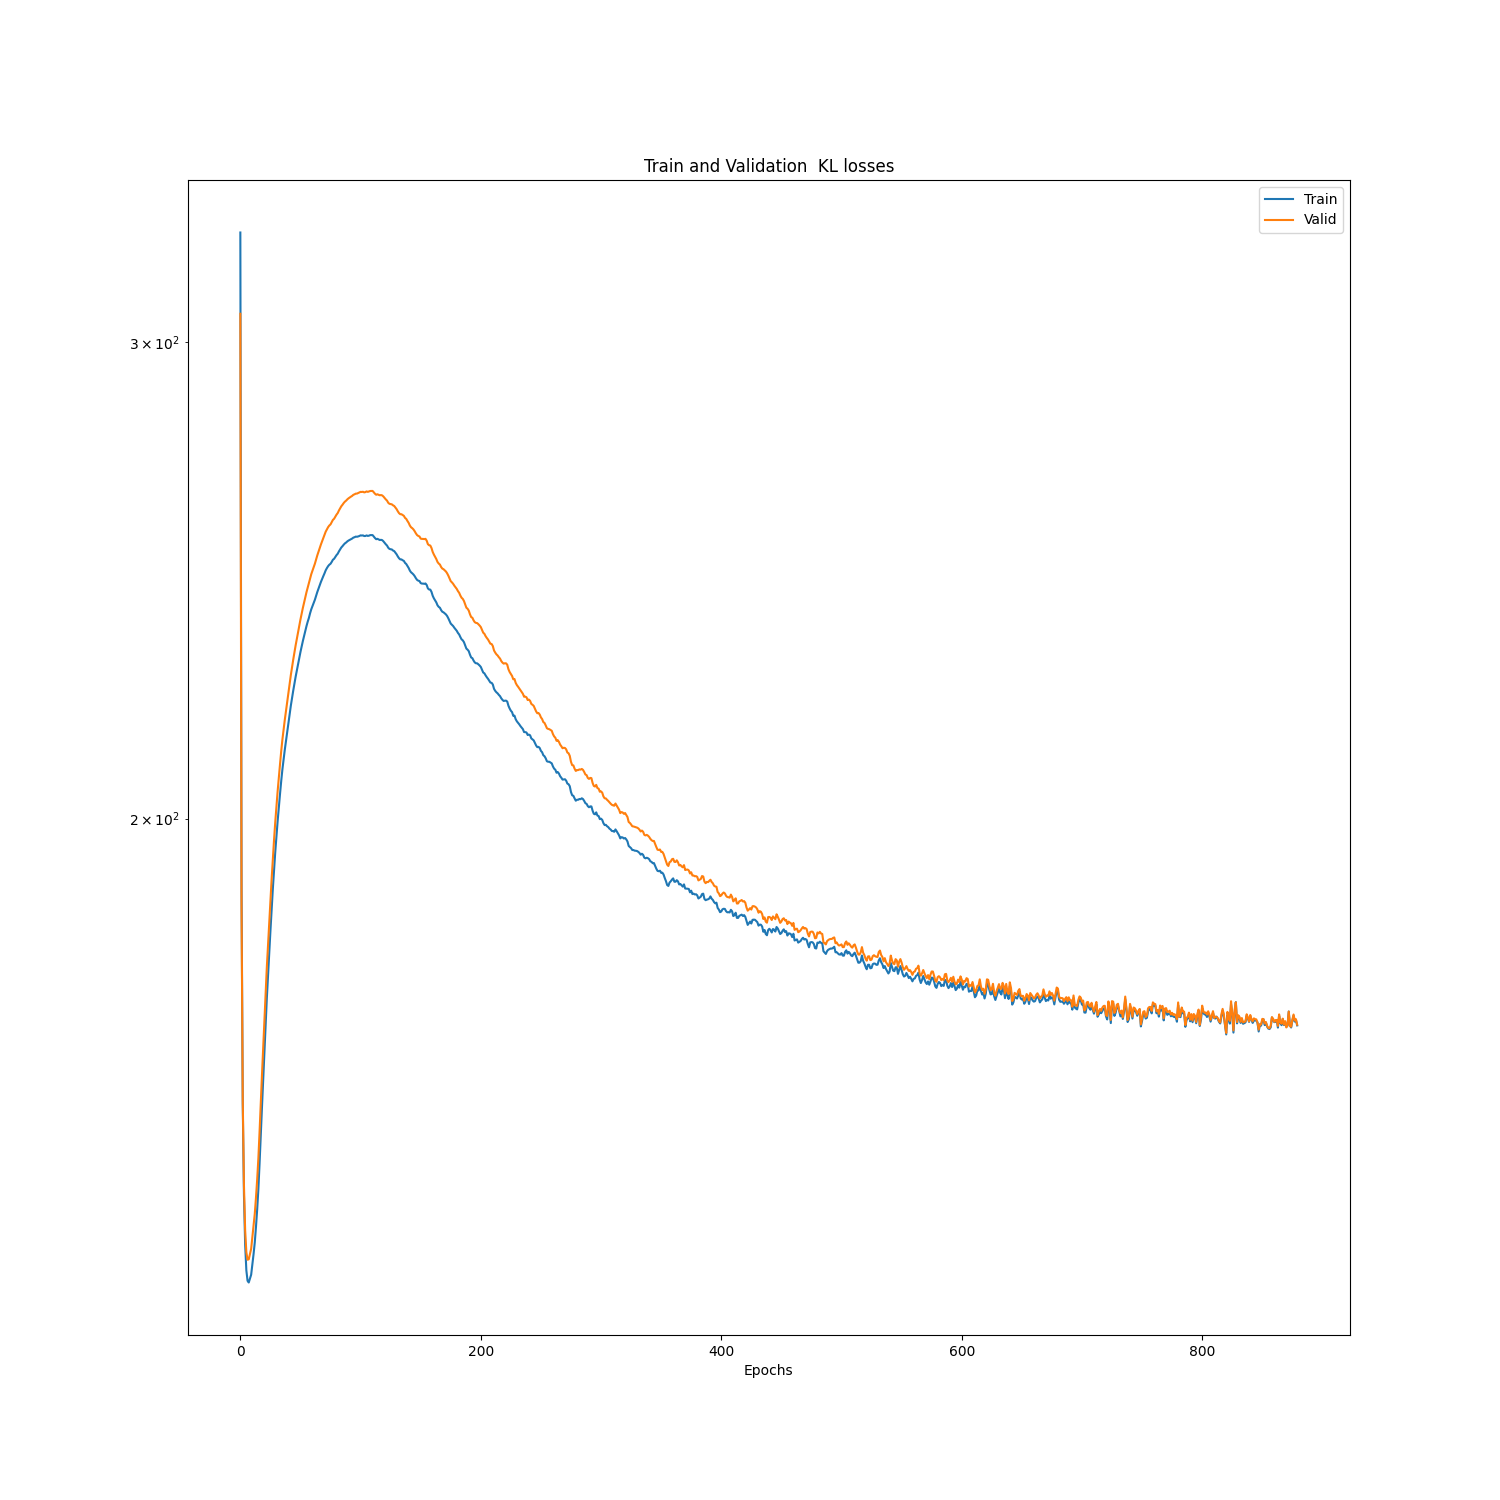 Train and Validation  KL losses
Train
Valid
3 × 10²
2 × 10²
0 200 400 600 800
Epochs